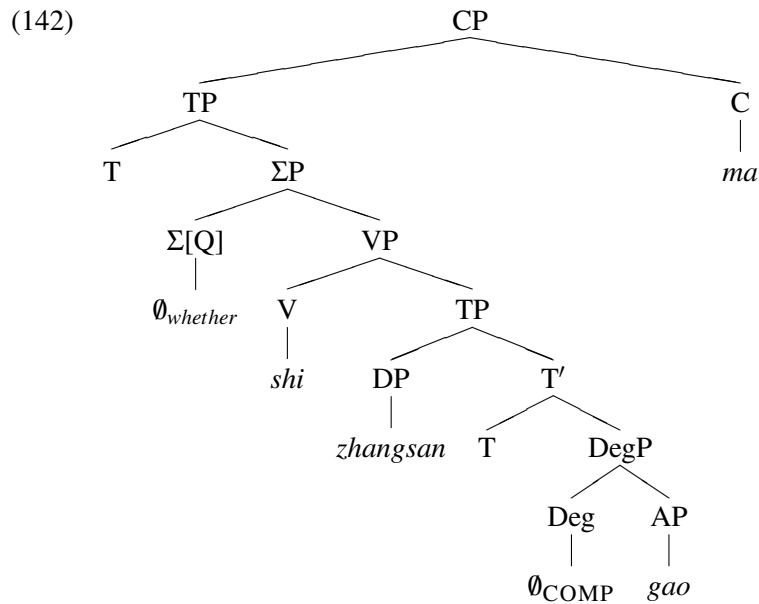 (142) CP
TP C
T ΣP ma
Σ[Q] VP
∅whether V TP
shi DP T′
zhangsan T DegP
Deg AP
∅COMP gao